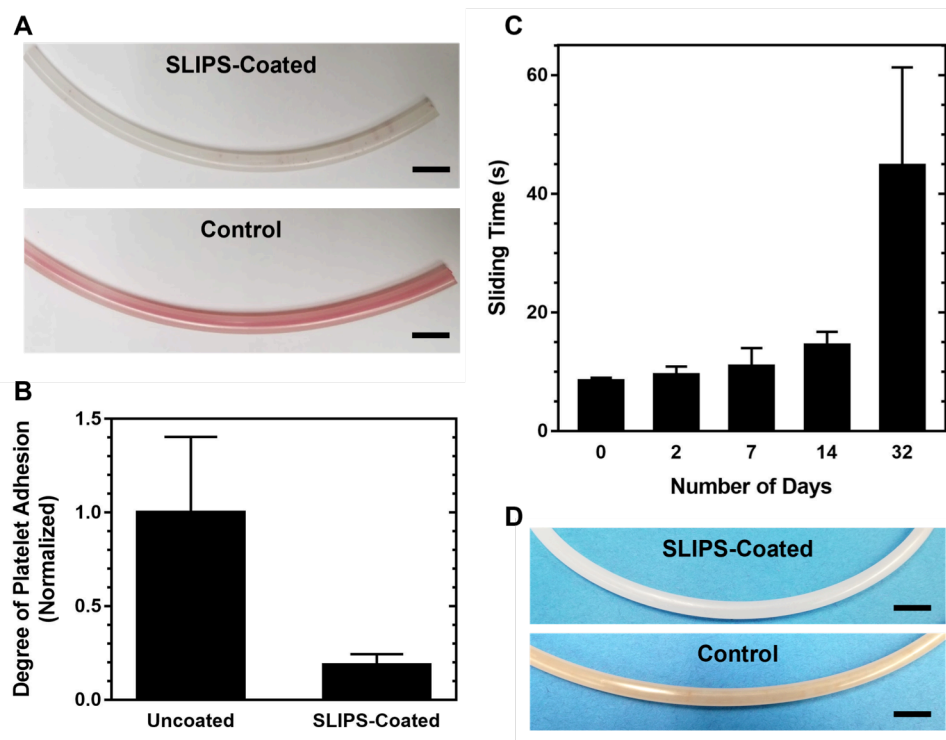 A
SLIPS-Coated
Control
B
Degree of Platelet Adhesion
(Normalized)
1.5
1.0
0.5
0.0
Uncoated
SLIPS-Coated
C
Sliding Time (s)
60
40
20
0
0
2
7
14
32
Number of Days
D
SLIPS-Coated
Control